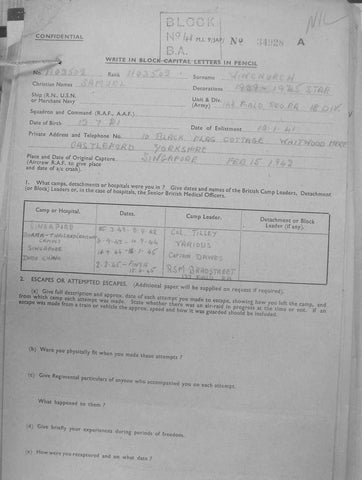 BLOCK
Nº 44 M.I. 9/JAP/ Nº 34928 A
B.A.
CONFIDENTIAL
WRITE IN BLOCK CAPITAL LETTERS IN PENCIL
No. 1103502 Rank 1103502 Surname
Christian Names SAMUEL Decorations 1939-1945 STAR
Ship (R.N., U.S.N. or Merchant Navy Unit & Div. (Army) FIELD 18 DIV
Squadron and Command (R.A.F., A.A.F.)
Date of Birth Date of Enlistment 41
Private Address and Telephone No. 10 BLACK FLAG COTTAGE WHITWOOD MERE
CASTLEFORD YORKSHIRE
Place and Date of Original Capture SINGAPORE FEB 15 1942
(Aircrew R.A.F. to give place
and date of a/c crash).
1. What camps, detachments or hospitals were you in ? Give dates and names of the British Camp Leaders, Detachment
(or Block) Leaders or, in the case of hospitals, the Senior British Medical Officers.
Camp or Hospital. Dates. Camp Leader. Detachment or Block Leader (if any).
SINGAPORE COL. TILLEY
BURMA-THAILAND VARIOUS
SINGAPORE CAPTAIN DAWES
INDO CHINA RSM BRADSTREET
2. ESCAPES OR ATTEMPTED ESCAPES. (Additional paper will be supplied on request if required).
(a) Give full description and approx. date of each attempt you made to escape, showing how you left the camp, and
from which camp each attempt was made. State whether there was an air-raid in progress at the time or not. If an
escape was made from a train or vehicle the approx. speed and how it was guarded should be included.
(b) Were you physically fit when you made these attempts ?
(c) Give Regimental particulars of anyone who accompanied you on each attempt.
What happened to them ?
(d) Give briefly your experiences during periods of freedom.
(e) How were you recaptured and on what date ?